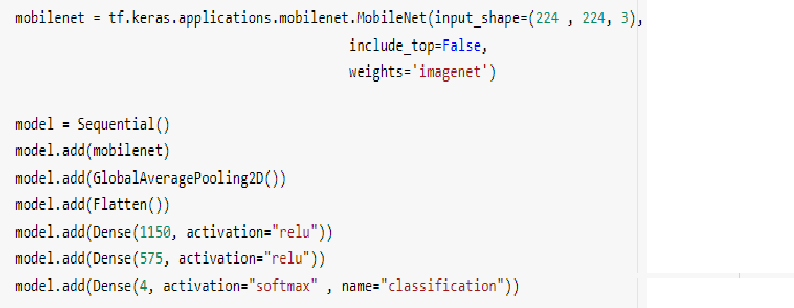 mobilenet = tf.keras.applications.mobilenet.MobileNet(input_shape=(224 , 224, 3),
include_top=False,
weights='imagenet')
model = Sequential()
model.add(mobilenet)
model.add(GlobalAveragePooling2D())
model.add(Flatten())
model.add(Dense(1150, activation="relu"))
model.add(Dense(575, activation="relu"))
model.add(Dense(4, activation="softmax" , name="classification"))